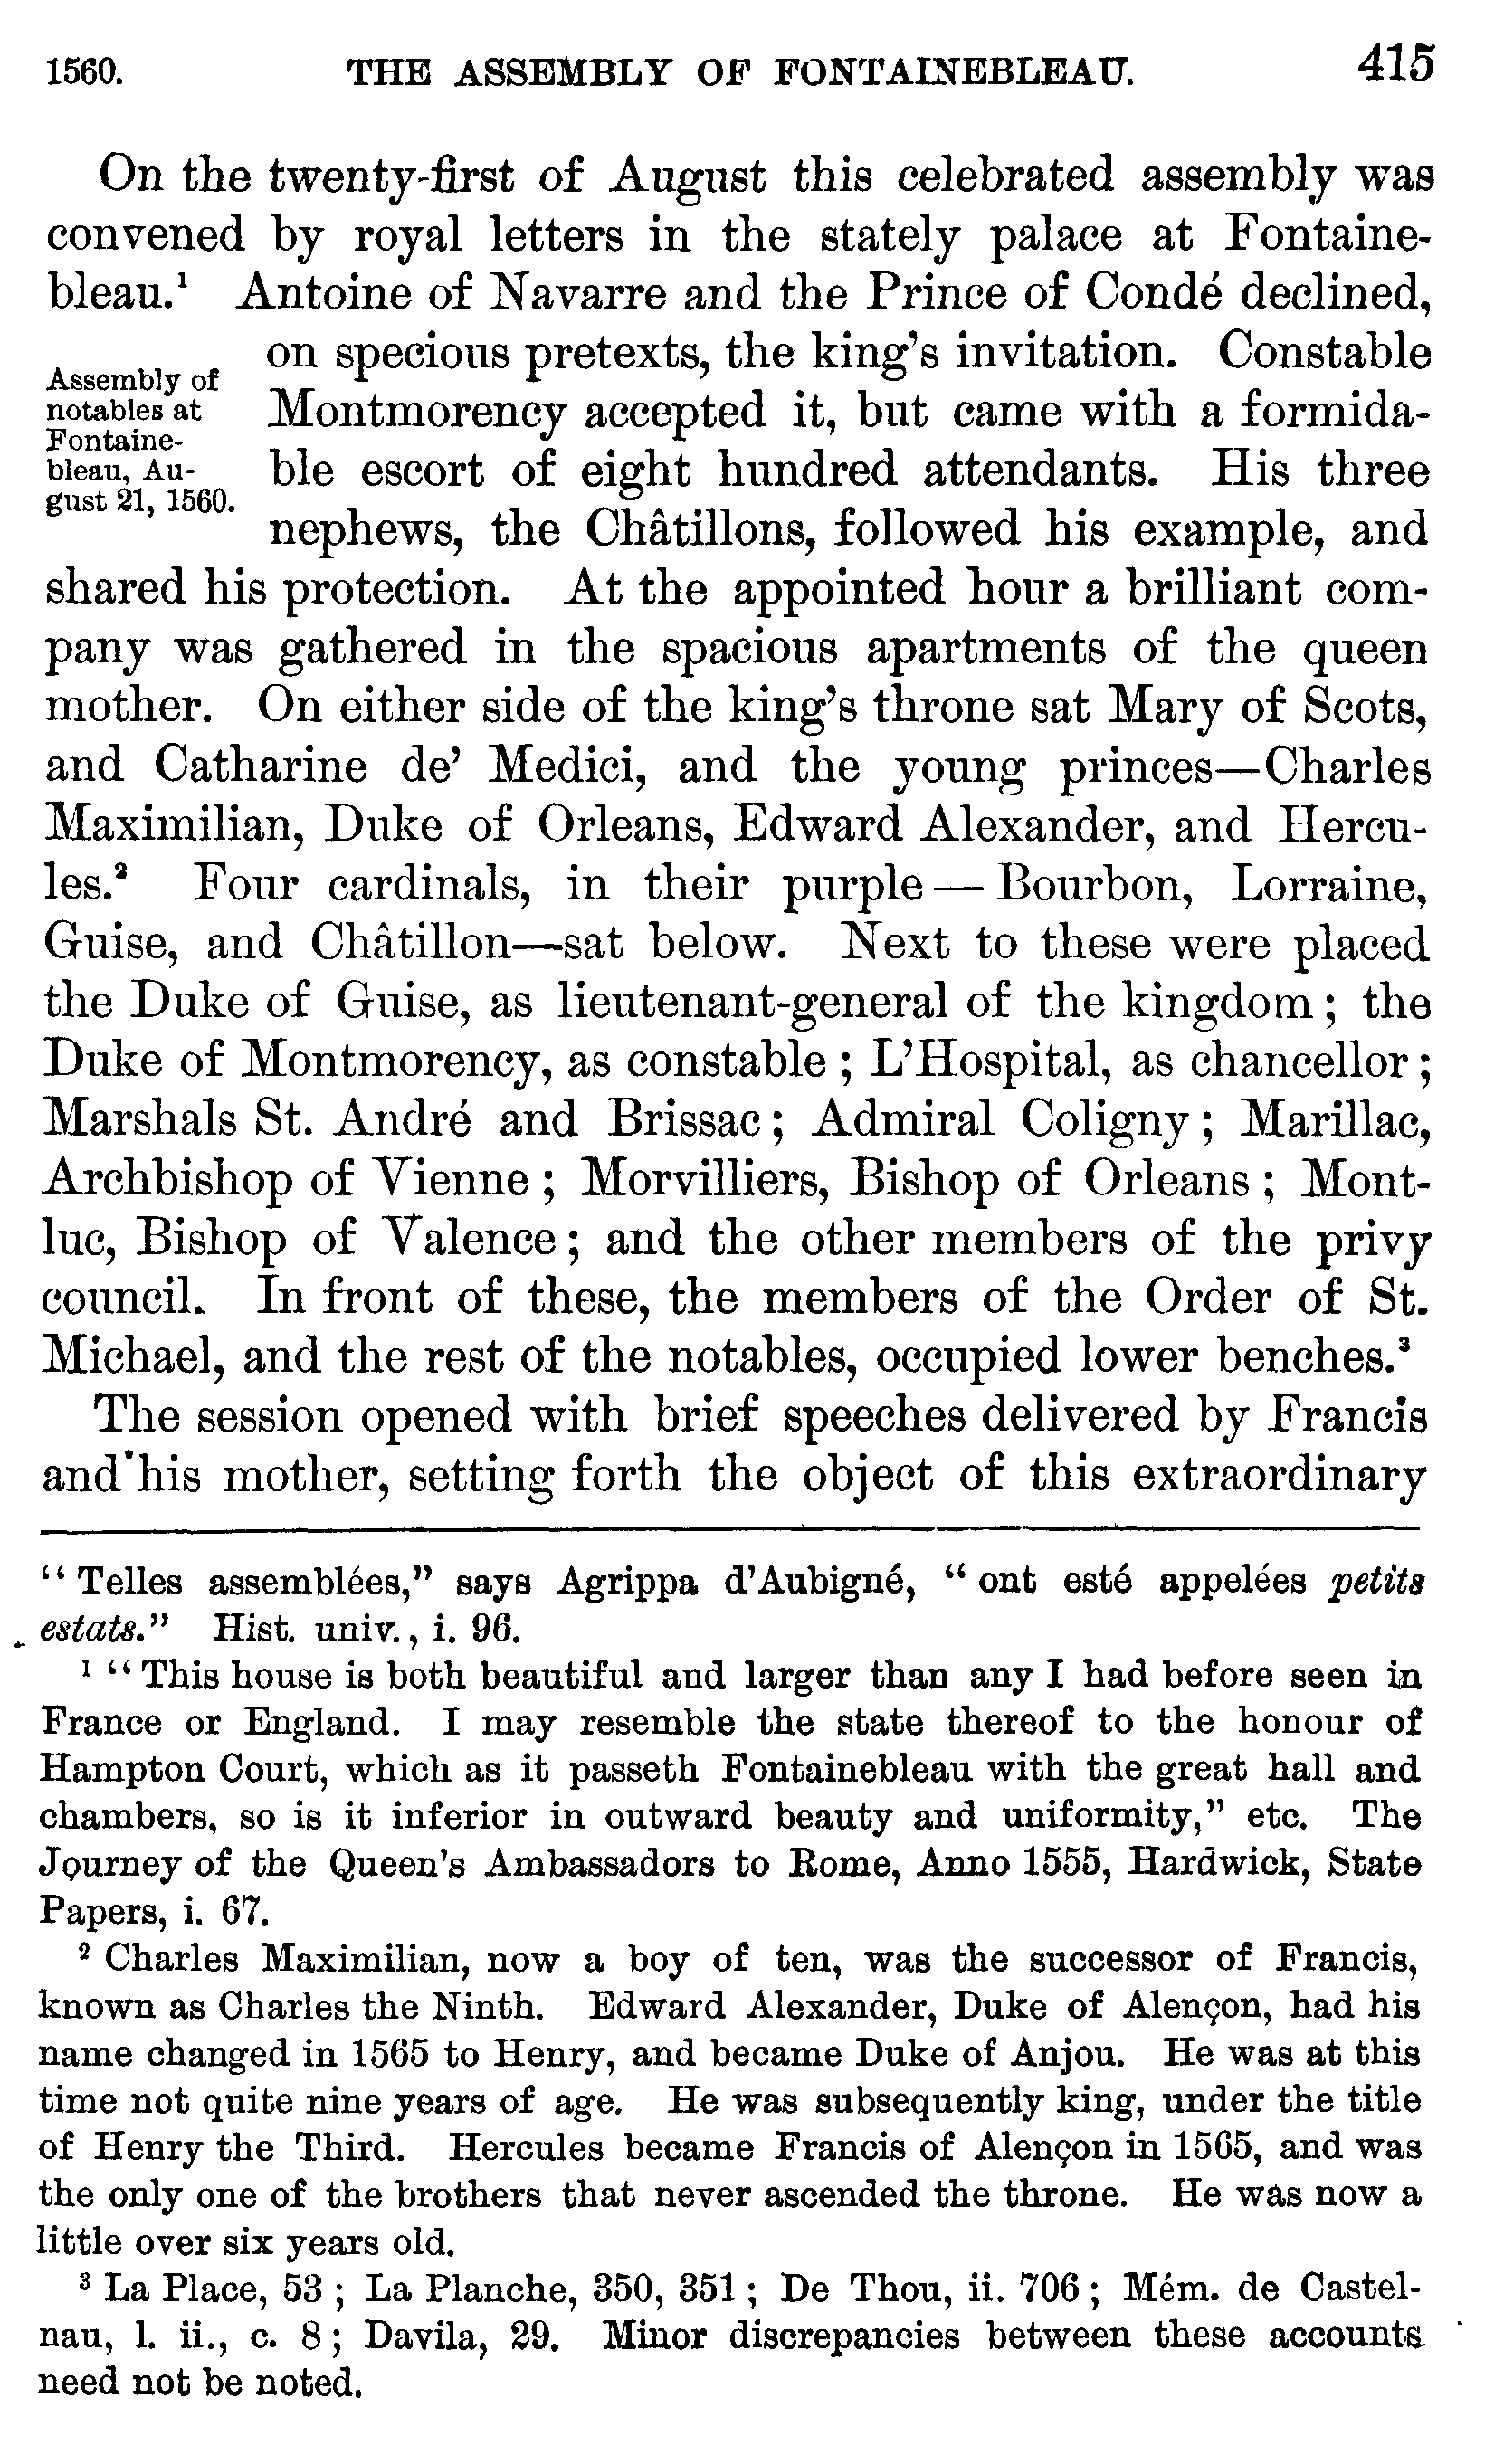 1560. THE ASSEMBLY OF FONTAINEBLEAU. 415
On the twenty-first of August this celebrated assembly was
convened by royal letters in the stately palace at Fontaine-
bleau.¹ Antoine of Navarre and the Prince of Condé declined,
on specious pretexts, the king's invitation. Constable
Montmorency accepted it, but came with a formida-
ble escort of eight hundred attendants. His three
nephews, the Châtillons, followed his example, and
Assembly of
notables at
Fontaine-
bleau, Au-
gust 21, 1560.
shared his protection. At the appointed hour a brilliant com-
pany was gathered in the spacious apartments of the queen
mother. On either side of the king's throne sat Mary of Scots,
and Catharine de' Medici, and the young princes—Charles
Maximilian, Duke of Orleans, Edward Alexander, and Hercu-
les.² Four cardinals, in their purple — Bourbon, Lorraine,
Guise, and Châtillon—sat below. Next to these were placed
the Duke of Guise, as lieutenant-general of the kingdom; the
Duke of Montmorency, as constable; L'Hospital, as chancellor;
Marshals St. André and Brissac; Admiral Coligny; Marillac,
Archbishop of Vienne; Morvilliers, Bishop of Orleans; Mont-
luc, Bishop of Valence; and the other members of the privy
council. In front of these, the members of the Order of St.
Michael, and the rest of the notables, occupied lower benches.³
The session opened with brief speeches delivered by Francis
and his mother, setting forth the object of this extraordinary
"Telles assemblées," says Agrippa d'Aubigné, "ont esté appelées petits
estats." Hist. univ., i. 96.
¹ "This house is both beautiful and larger than any I had before seen in
France or England. I may resemble the state thereof to the honour of
Hampton Court, which as it passeth Fontainebleau with the great hall and
chambers, so is it inferior in outward beauty and uniformity," etc. The
Journey of the Queen's Ambassadors to Rome, Anno 1555, Hardwick, State
Papers, i. 67.
² Charles Maximilian, now a boy of ten, was the successor of Francis,
known as Charles the Ninth. Edward Alexander, Duke of Alençon, had his
name changed in 1565 to Henry, and became Duke of Anjou. He was at this
time not quite nine years of age. He was subsequently king, under the title
of Henry the Third. Hercules became Francis of Alençon in 1565, and was
the only one of the brothers that never ascended the throne. He was now a
little over six years old.
³ La Place, 53; La Planche, 350, 351; De Thou, ii. 706; Mém. de Castel-
nau, l. ii., c. 8; Davila, 29. Minor discrepancies between these accounts
need not be noted.